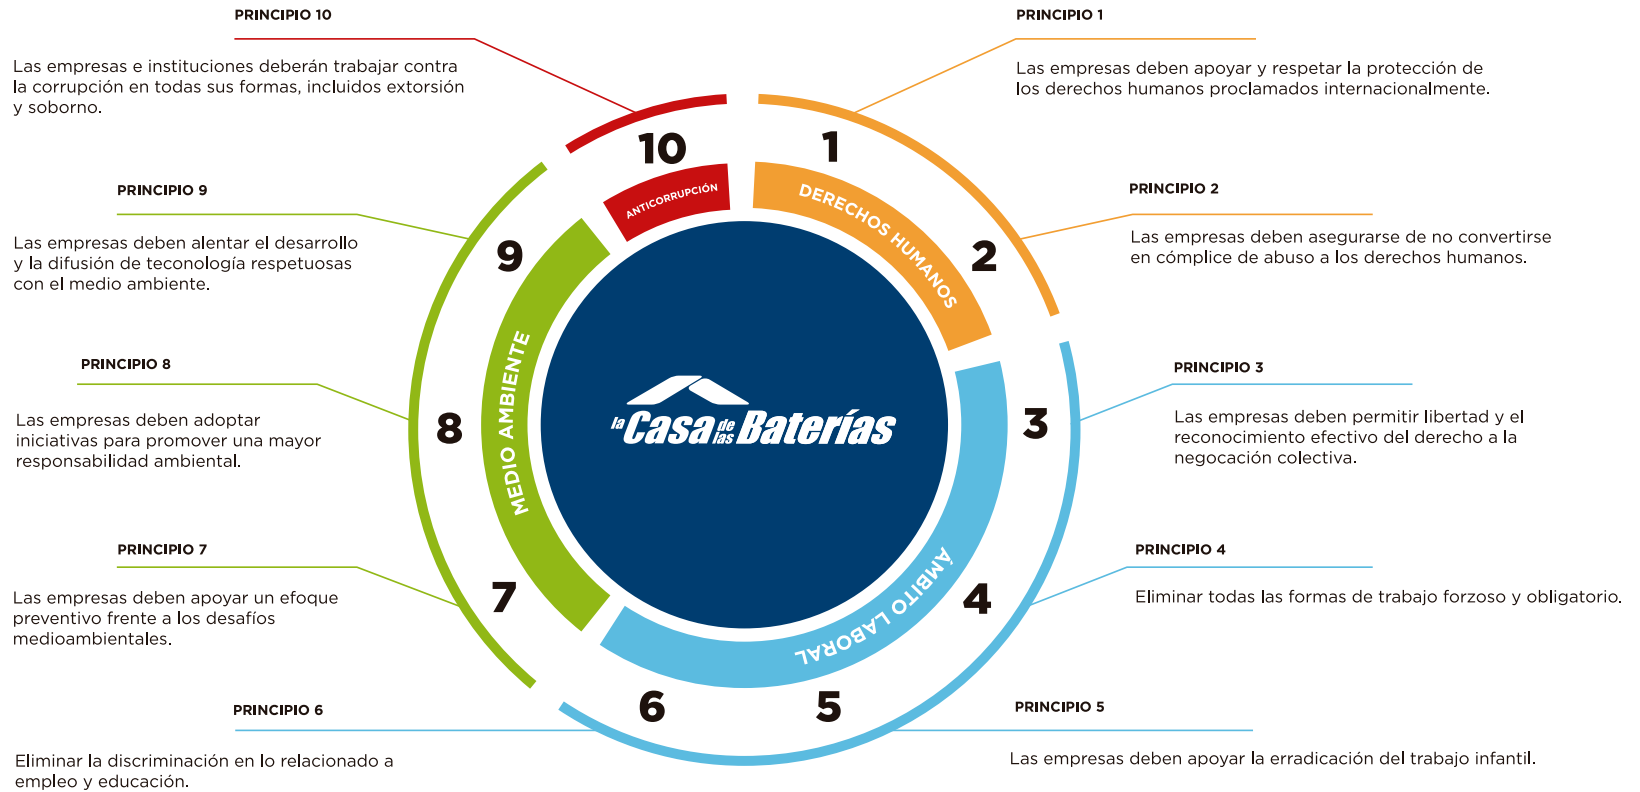 PRINCIPIO 10
Las empresas e instituciones deberán trabajar contra
la corrupción en todas sus formas, incluidos extorsión
y soborno.
PRINCIPIO 1
Las empresas deben apoyar y respetar la protección de
los derechos humanos proclamados internacionalmente.
PRINCIPIO 9
Las empresas deben alentar el desarrollo
y la difusión de teconología respetuosas
con el medio ambiente.
PRINCIPIO 2
Las empresas deben asegurarse de no convertirse
en cómplice de abuso a los derechos humanos.
PRINCIPIO 8
Las empresas deben adoptar
iniciativas para promover una mayor
responsabilidad ambiental.
PRINCIPIO 3
Las empresas deben permitir libertad y el
reconocimiento efectivo del derecho a la
negocación colectiva.
PRINCIPIO 7
Las empresas deben apoyar un efoque
preventivo frente a los desafíos
medioambientales.
PRINCIPIO 4
Eliminar todas las formas de trabajo forzoso y obligatorio.
PRINCIPIO 6
Eliminar la discriminación en lo relacionado a
empleo y educación.
PRINCIPIO 5
Las empresas deben apoyar la erradicación del trabajo infantil.
10
1
2
3
4
5
6
7
8
9
ANTICORRUPCIÓN
DERECHOS HUMANOS
ÁMBITO LABORAL
MEDIO AMBIENTE
la Casa de las Baterías